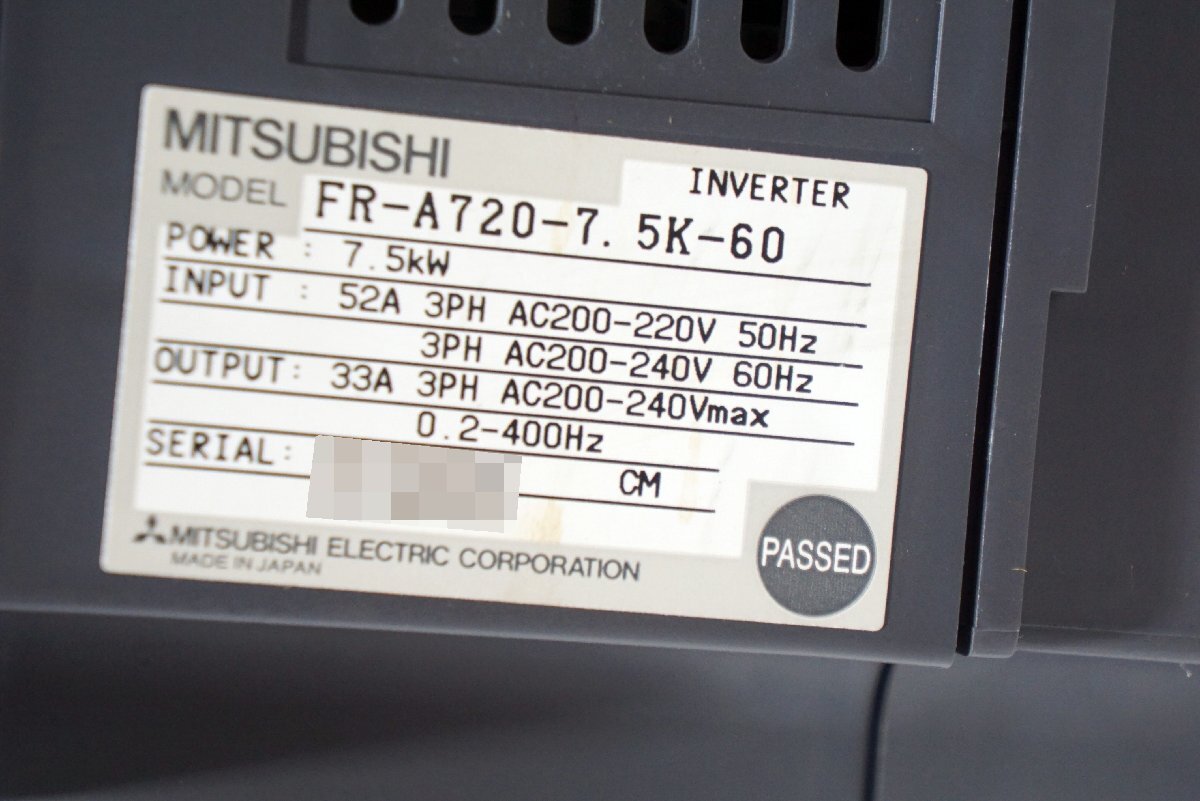 MITSUBISHI
INVERTER
MODEL FR-A720-7.5K-60
POWER : 7.5kW
INPUT : 52A 3PH AC200-220V 50Hz
3PH AC200-240V 60Hz
OUTPUT: 33A 3PH AC200-240Vmax
0.2-400Hz
SERIAL: CM
MITSUBISHI ELECTRIC CORPORATION
MADE IN JAPAN
PASSED